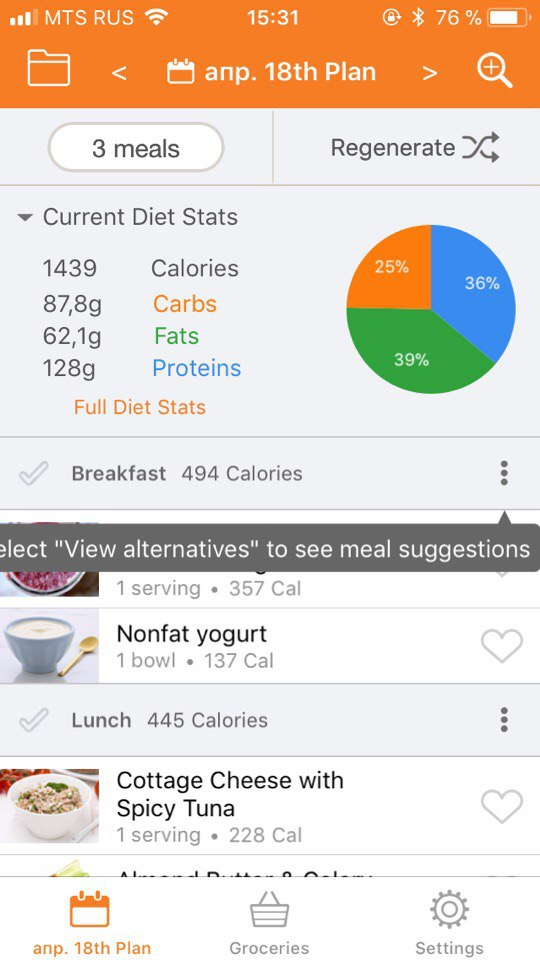 MTS RUS 15:31 76 %
< апр. 18th Plan >
3 meals Regenerate
Current Diet Stats
1439 Calories
87,8g Carbs
62,1g Fats
128g Proteins
Full Diet Stats
25%
36%
39%
Breakfast 494 Calories
elect "View alternatives" to see meal suggestions
1 serving • 357 Cal
Nonfat yogurt
1 bowl • 137 Cal
Lunch 445 Calories
Cottage Cheese with
Spicy Tuna
1 serving • 228 Cal
Almond Butter & Celery
апр. 18th Plan Groceries Settings